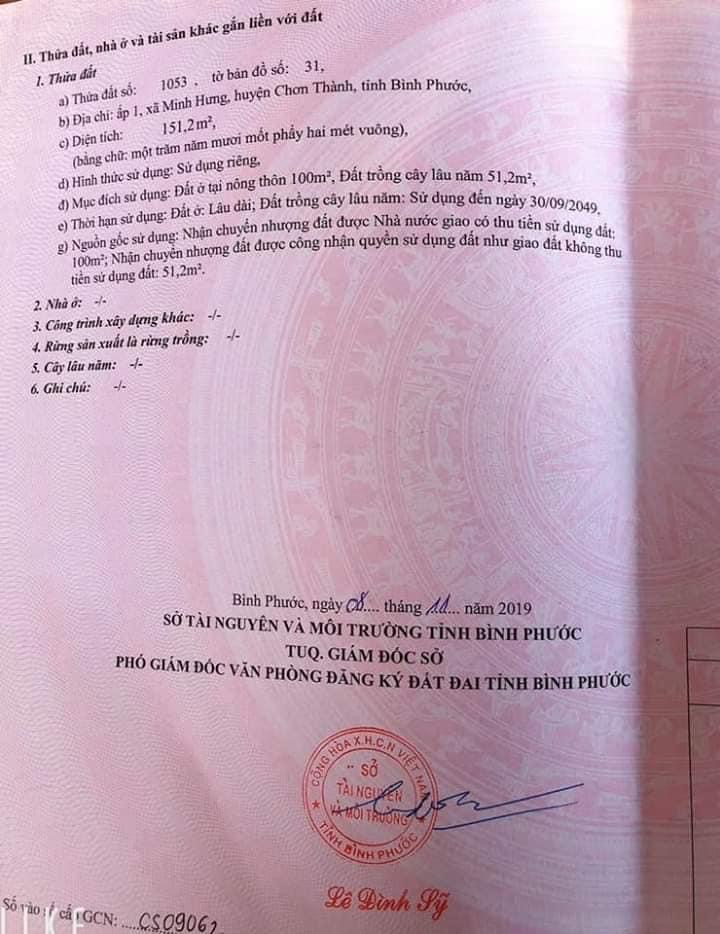 II. Thửa đất, nhà ở và tài sản khác gắn liền với đất
1. Thửa đất
a) Thửa đất số: 1053 , tờ bản đồ số: 31,
b) Địa chỉ: ấp 1, xã Minh Hưng, huyện Chơn Thành, tỉnh Bình Phước,
c) Diện tích: 151,2m²,
(bằng chữ: một trăm năm mươi mốt phẩy hai mét vuông),
d) Hình thức sử dụng: Sử dụng riêng,
đ) Mục đích sử dụng: Đất ở tại nông thôn 100m², Đất trồng cây lâu năm 51,2m²,
e) Thời hạn sử dụng: Đất ở: Lâu dài; Đất trồng cây lâu năm: Sử dụng đến ngày 30/09/2049,
g) Nguồn gốc sử dụng: Nhận chuyển nhượng đất được Nhà nước giao có thu tiền sử dụng đất:
100m²; Nhận chuyển nhượng đất được công nhận quyền sử dụng đất như giao đất không thu
tiền sử dụng đất: 51,2m².
2. Nhà ở: -/-
3. Công trình xây dựng khác: -/-
4. Rừng sản xuất là rừng trồng: -/-
5. Cây lâu năm: -/-
6. Ghi chú: -/-
Bình Phước, ngày 08.... tháng 11... năm 2019
SỞ TÀI NGUYÊN VÀ MÔI TRƯỜNG TỈNH BÌNH PHƯỚC
TUQ. GIÁM ĐỐC SỞ
PHÓ GIÁM ĐỐC VĂN PHÒNG ĐĂNG KÝ ĐẤT ĐAI TỈNH BÌNH PHƯỚC
CỘNG HÒA X.H.C.N VIỆT NAM
SỞ
TÀI NGUYÊN
VÀ MÔI TRƯỜNG
TỈNH BÌNH PHƯỚC
Lê Đình Sỹ
Số vào cấp GCN: .....CS09062